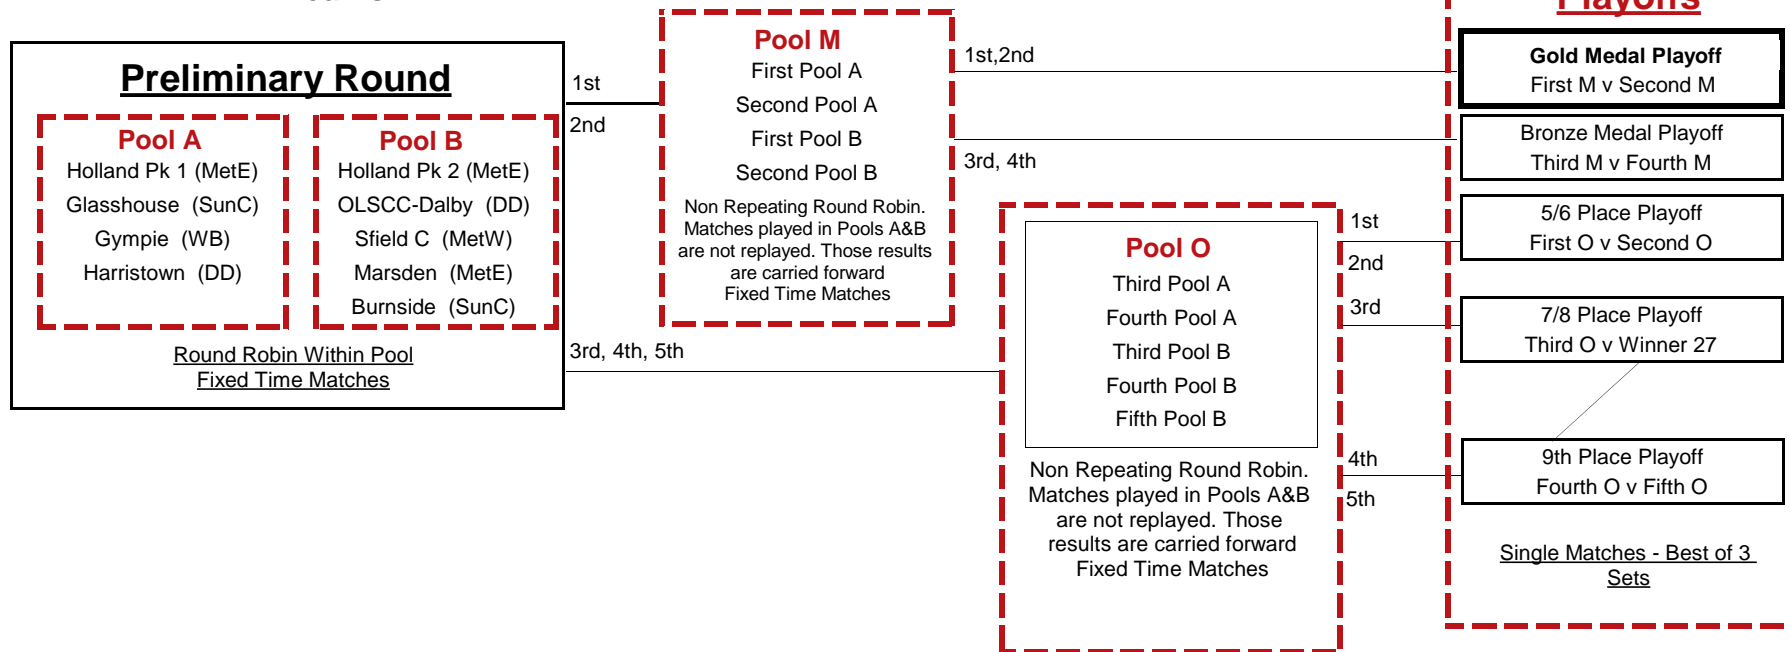 Playoffs
Preliminary Round
Pool A
Holland Pk 1 (MetE)
Glasshouse (SunC)
Gympie (WB)
Harristown (DD)
Pool B
Holland Pk 2 (MetE)
OLSCC-Dalby (DD)
Sfield C (MetW)
Marsden (MetE)
Burnside (SunC)
Round Robin Within Pool
Fixed Time Matches
1st
2nd
3rd, 4th, 5th
Pool M
First Pool A
Second Pool A
First Pool B
Second Pool B
Non Repeating Round Robin.
Matches played in Pools A&B
are not replayed. Those results
are carried forward
Fixed Time Matches
1st,2nd
3rd, 4th
Pool O
Third Pool A
Fourth Pool A
Third Pool B
Fourth Pool B
Fifth Pool B
Non Repeating Round Robin.
Matches played in Pools A&B
are not replayed. Those
results are carried forward
Fixed Time Matches
1st
2nd
3rd
4th
5th
Gold Medal Playoff
First M v Second M
Bronze Medal Playoff
Third M v Fourth M
5/6 Place Playoff
First O v Second O
7/8 Place Playoff
Third O v Winner 27
9th Place Playoff
Fourth O v Fifth O
Single Matches - Best of 3
Sets